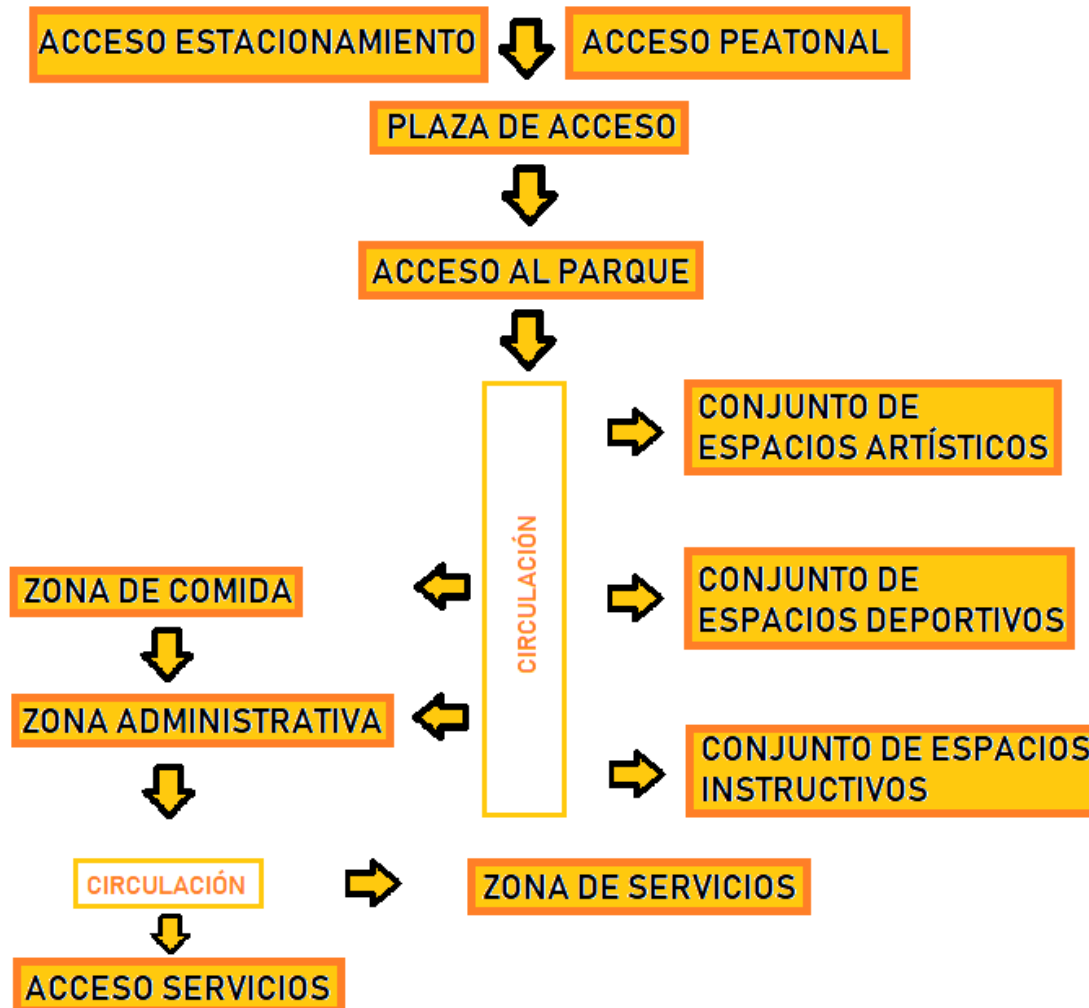 ACCESO ESTACIONAMIENTO
ACCESO PEATONAL
PLAZA DE ACCESO
ACCESO AL PARQUE
CIRCULACIÓN
CONJUNTO DE
ESPACIOS ARTÍSTICOS
ZONA DE COMIDA
CONJUNTO DE
ESPACIOS DEPORTIVOS
ZONA ADMINISTRATIVA
CONJUNTO DE ESPACIOS
INSTRUCTIVOS
CIRCULACIÓN
ZONA DE SERVICIOS
ACCESO SERVICIOS